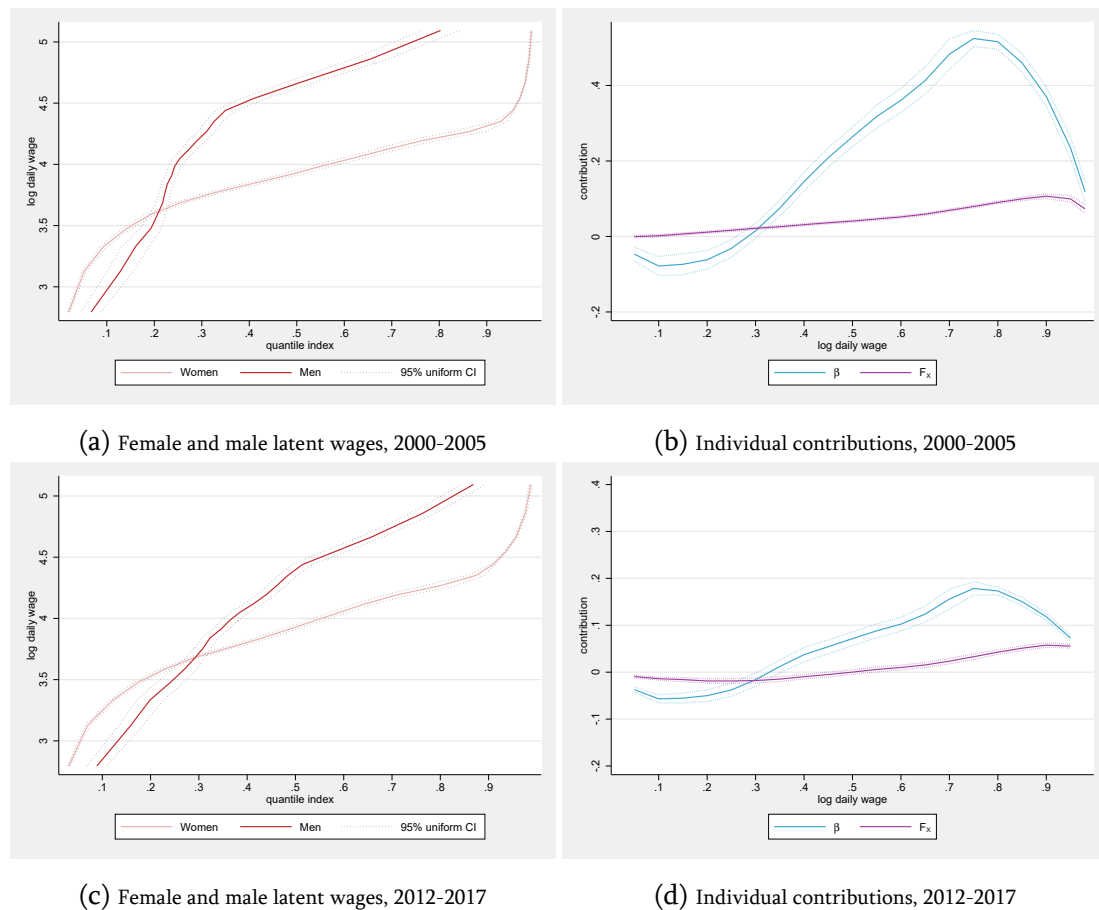 5
4.5
4
3.5
3
log daily wage
.1 .2 .3 .4 .5 .6 .7 .8 .9
quantile index
Women Men 95% uniform CI
(a) Female and male latent wages, 2000-2005
.4
.2
0
-.2
contribution
.1 .2 .3 .4 .5 .6 .7 .8 .9
log daily wage
β Fx
(b) Individual contributions, 2000-2005
5
4.5
4
3.5
3
log daily wage
.1 .2 .3 .4 .5 .6 .7 .8 .9
quantile index
Women Men 95% uniform CI
(c) Female and male latent wages, 2012-2017
.4
.3
.2
.1
0
-.1
-.2
contribution
.1 .2 .3 .4 .5 .6 .7 .8 .9
log daily wage
β Fx
(d) Individual contributions, 2012-2017